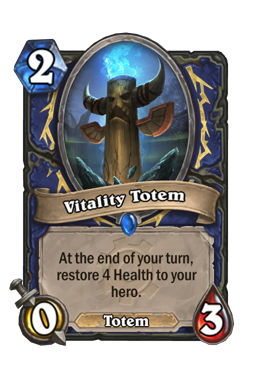 2
Vitality Totem
At the end of your turn,
restore 4 Health to your
hero.
0
Totem
3